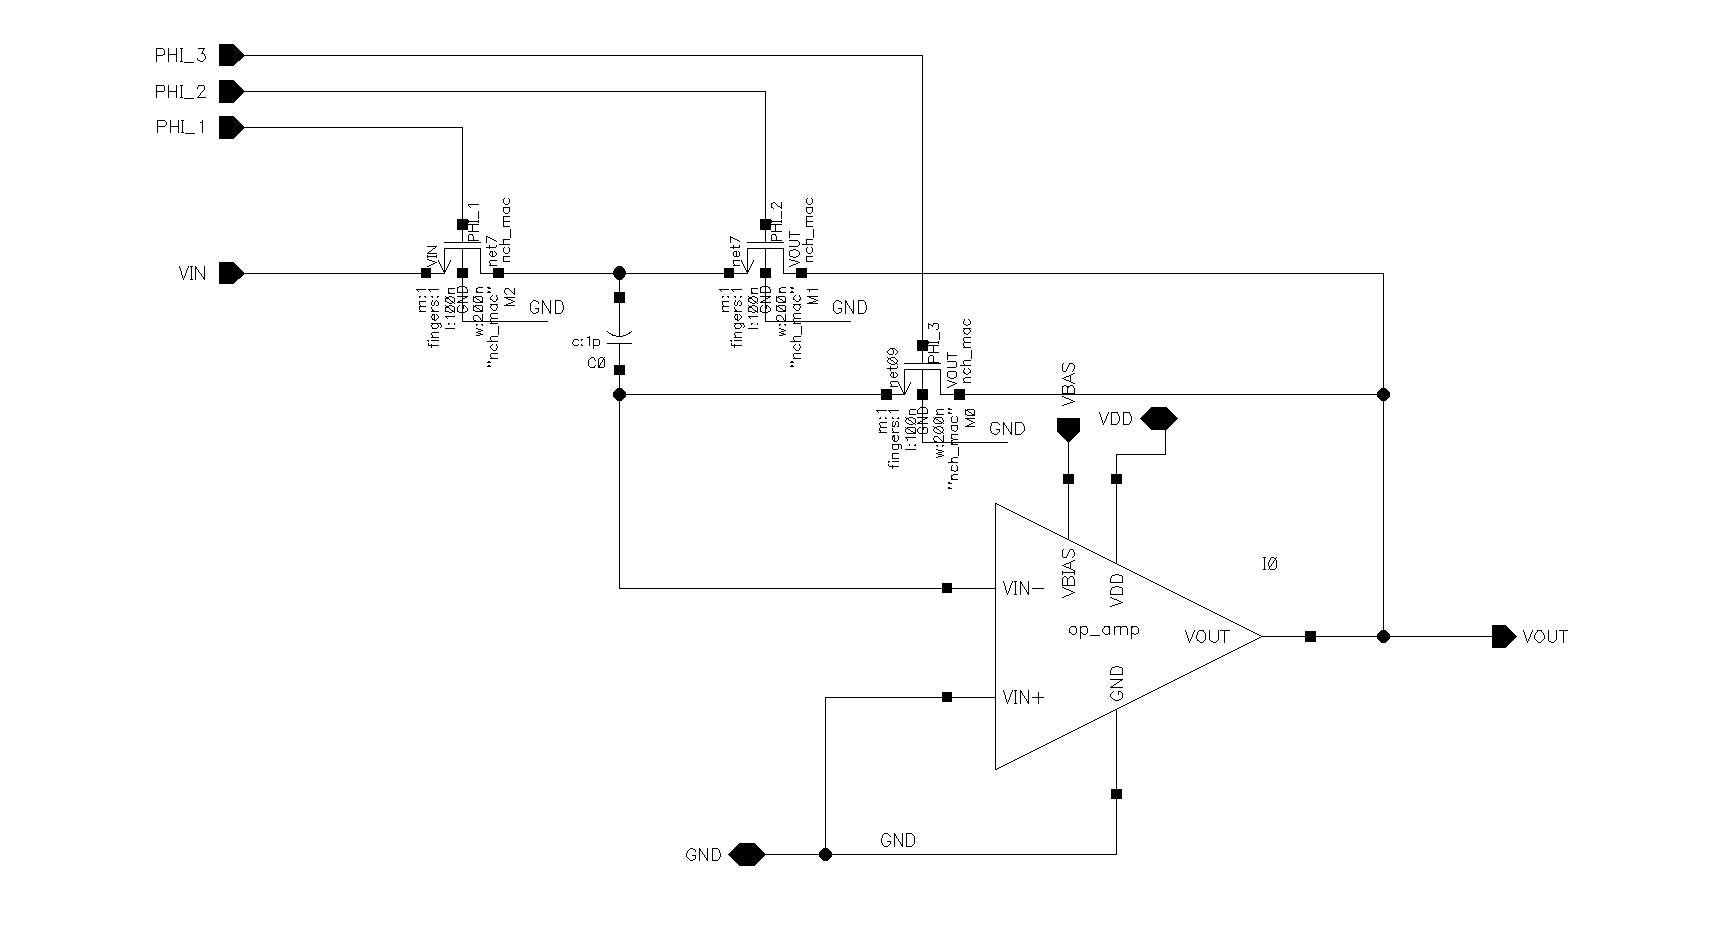 PHI_3
PHI_2
PHI_1
VIN
PHI_1
VIN
net7
nch_mac
m:1
fingers:1
l:100n
GND
w:200n
"nch_mac"
M2
GND
PHI_2
net7
VOUT
nch_mac
m:1
fingers:1
l:100n
GND
w:200n
"nch_mac"
M1
GND
c:1p
C0
PHI_3
net09
VOUT
nch_mac
m:1
fingers:1
l:100n
GND
w:200n
"nch_mac"
M0
GND
VBAS
VDD
I0
VBIAS
VDD
VIN-
op_amp
VOUT
VOUT
VIN+
GND
GND
GND